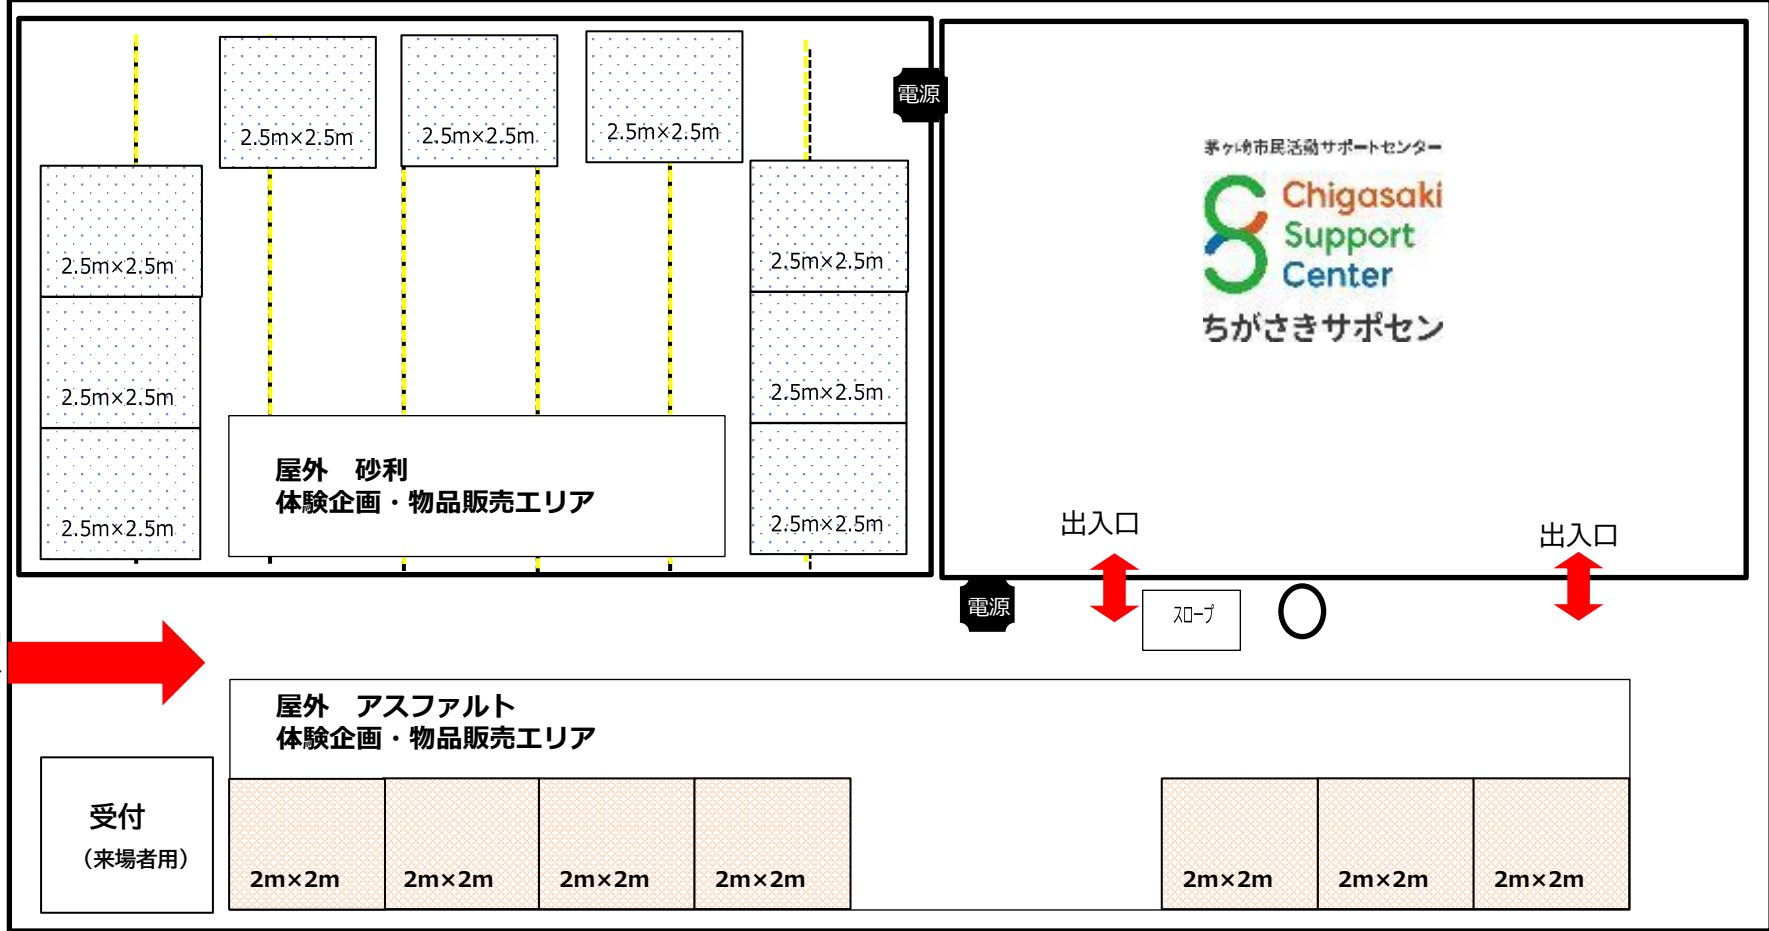 2.5m×2.5m
2.5m×2.5m
2.5m×2.5m
電源
茅ヶ崎市民活動サポートセンター
Chigasaki
Support
Center
ちがさきサポセン
2.5m×2.5m
2.5m×2.5m
2.5m×2.5m
2.5m×2.5m
2.5m×2.5m
2.5m×2.5m
屋外 砂利
体験企画・物品販売エリア
出入口
出入口
電源
スロープ
屋外 アスファルト
体験企画・物品販売エリア
受付
（来場者用）
2m×2m
2m×2m
2m×2m
2m×2m
2m×2m
2m×2m
2m×2m